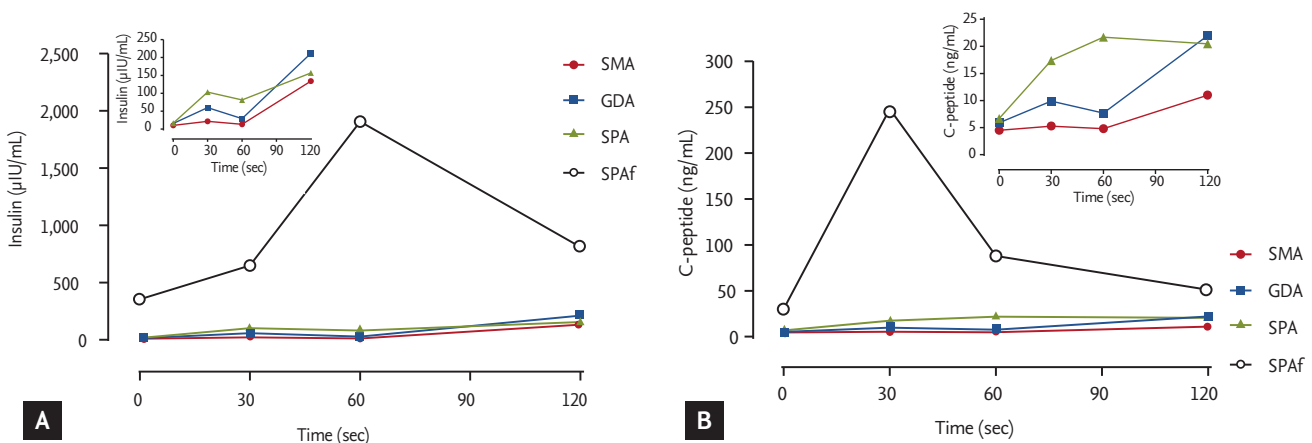 2,500
2,000
1,500
1,000
500
0
Insulin (µIU/mL)
0 30 60 90 120
Time (sec)
250
200
150
100
50
0
Insulin (µIU/mL)
0 30 60 120
Time (sec)
SMA
GDA
SPA
SPAf
A
300
250
200
150
100
50
0
C-peptide (ng/mL)
0 30 60 90 120
Time (sec)
25
20
15
10
5
0
C-peptide (ng/mL)
0 30 60 90 120
Time (sec)
SMA
GDA
SPA
SPAf
B